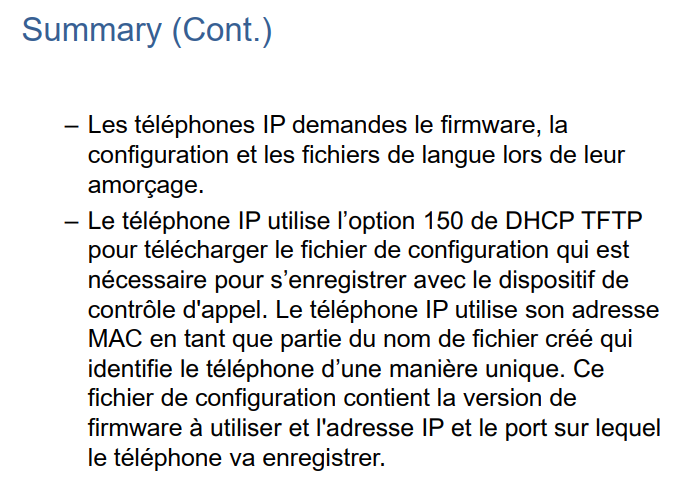 Summary (Cont.)
– Les téléphones IP demandes le firmware, la
configuration et les fichiers de langue lors de leur
amorçage.
– Le téléphone IP utilise l’option 150 de DHCP TFTP
pour télécharger le fichier de configuration qui est
nécessaire pour s’enregistrer avec le dispositif de
contrôle d'appel. Le téléphone IP utilise son adresse
MAC en tant que partie du nom de fichier créé qui
identifie le téléphone d’une manière unique. Ce
fichier de configuration contient la version de
firmware à utiliser et l'adresse IP et le port sur lequel
le téléphone va enregistrer.